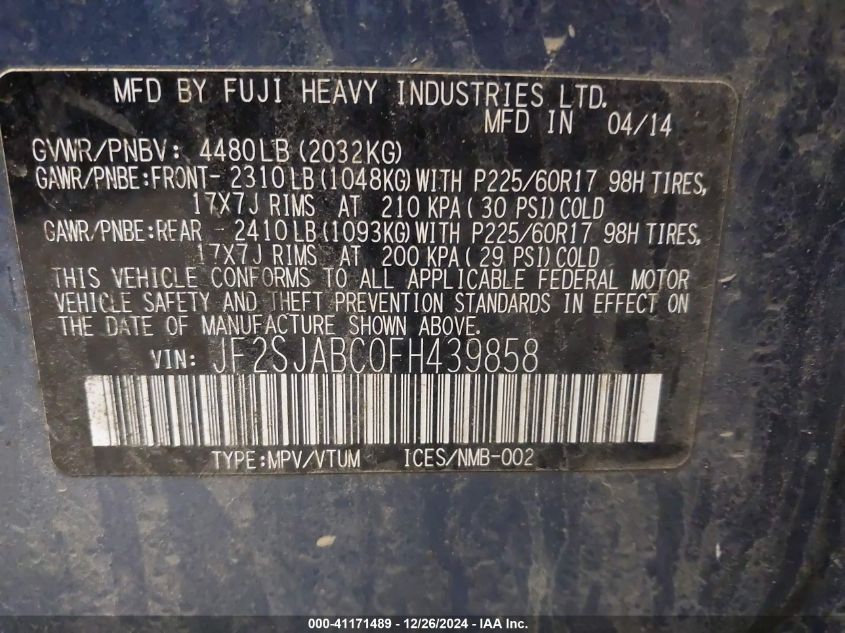 MFD BY FUJI HEAVY INDUSTRIES LTD.
MFD IN 04/14
GVWR/PNBV: 4480LB (2032KG)
GAWR/PNBE:FRONT- 2310LB(1048KG)WITH P225/60R17 98H TIRES,
17X7J RIMS AT 210 KPA(30 PSI)COLD
GAWR/PNBE:REAR - 2410LB(1093KG)WITH P225/60R17 98H TIRES,
17X7J RIMS AT 200 KPA(29 PSI)COLD
THIS VEHICLE CONFORMS TO ALL APPLICABLE FEDERAL MOTOR
VEHICLE SAFETY AND THEFT PREVENTION STANDARDS IN EFFECT ON
THE DATE OF MANUFACTURE SHOWN ABOVE.
VIN: JF2SJABC0FH439858
TYPE:MPV/VTUM ICES/NMB-002
000-41171489 - 12/26/2024 - IAA Inc.